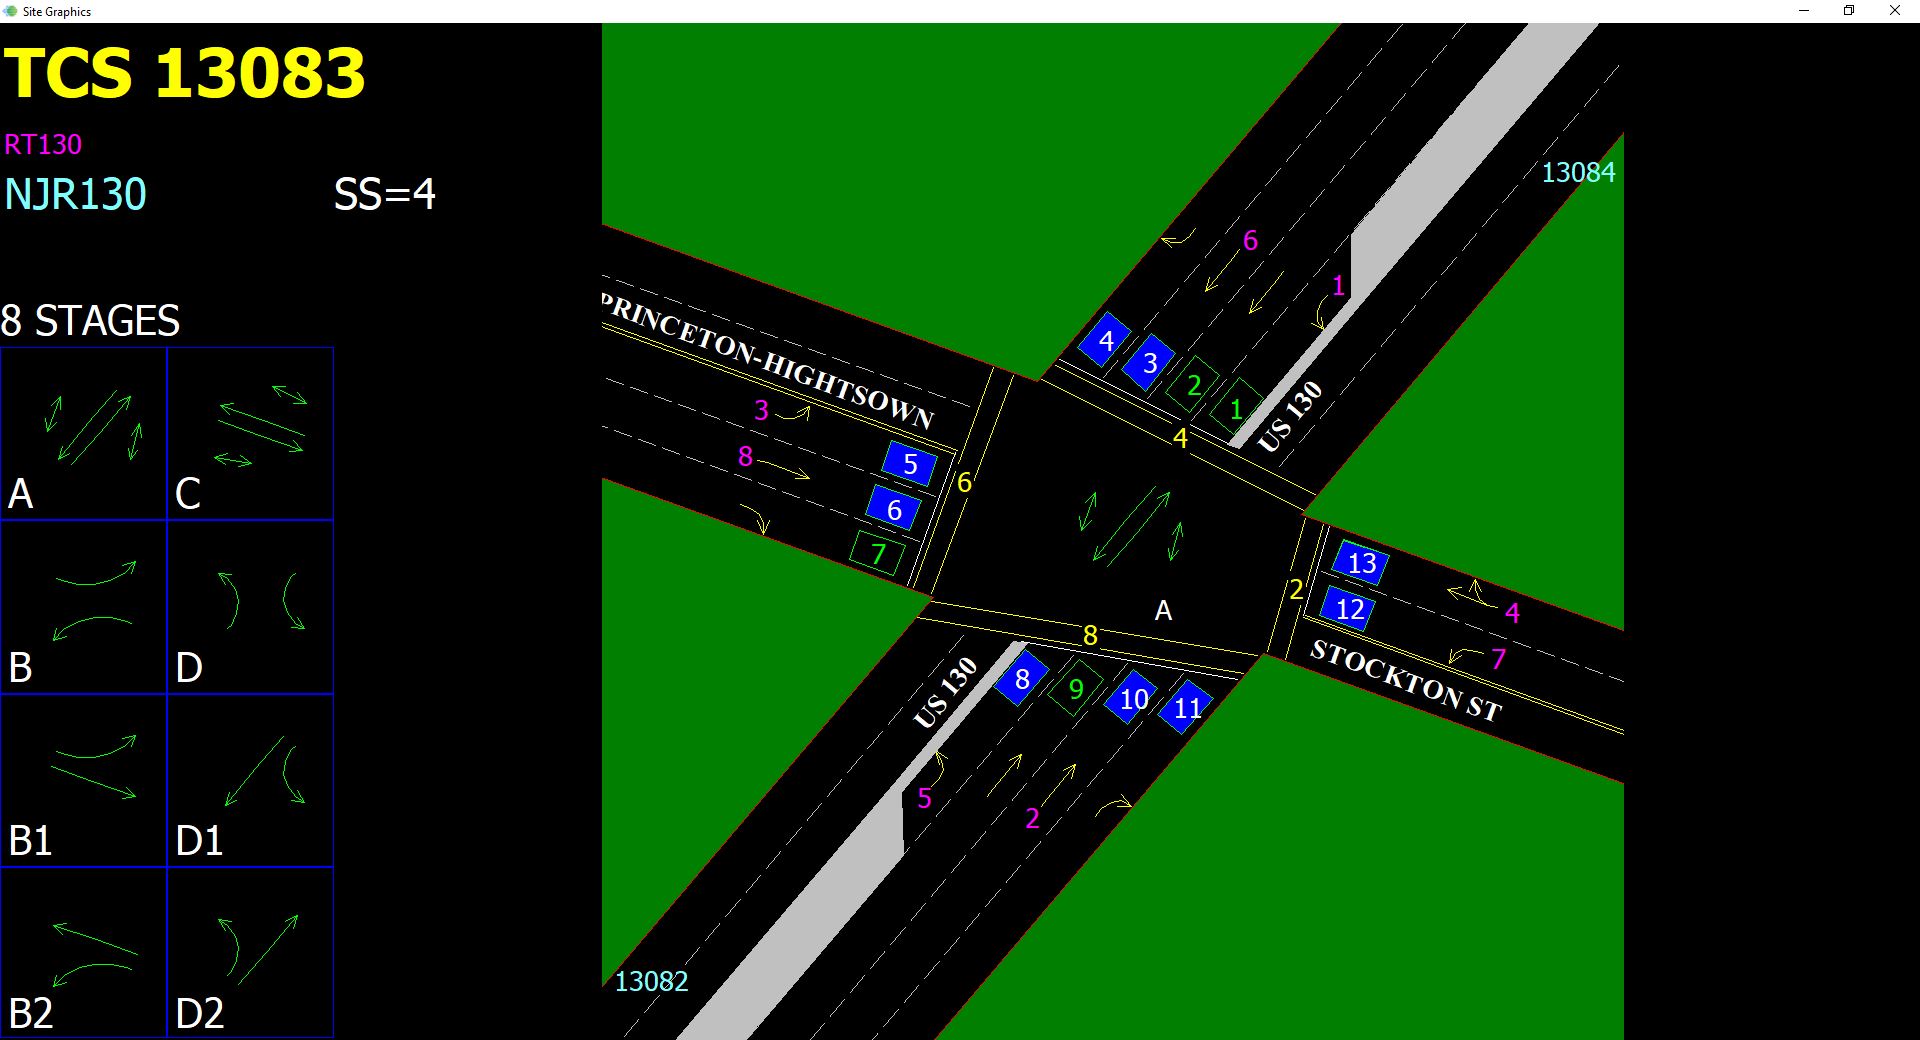 Site Graphics
TCS 13083
RT130
NJR130
SS=4
8 STAGES
A
C
B
D
B1
D1
B2
D2
13084
6
1
PRINCETON-HIGHTSOWN
4
3
2
1
US 130
3
4
8
5
6
6
7
13
2
12
4
A
7
8
STOCKTON ST
US 130
8
9
10
11
5
2
13082